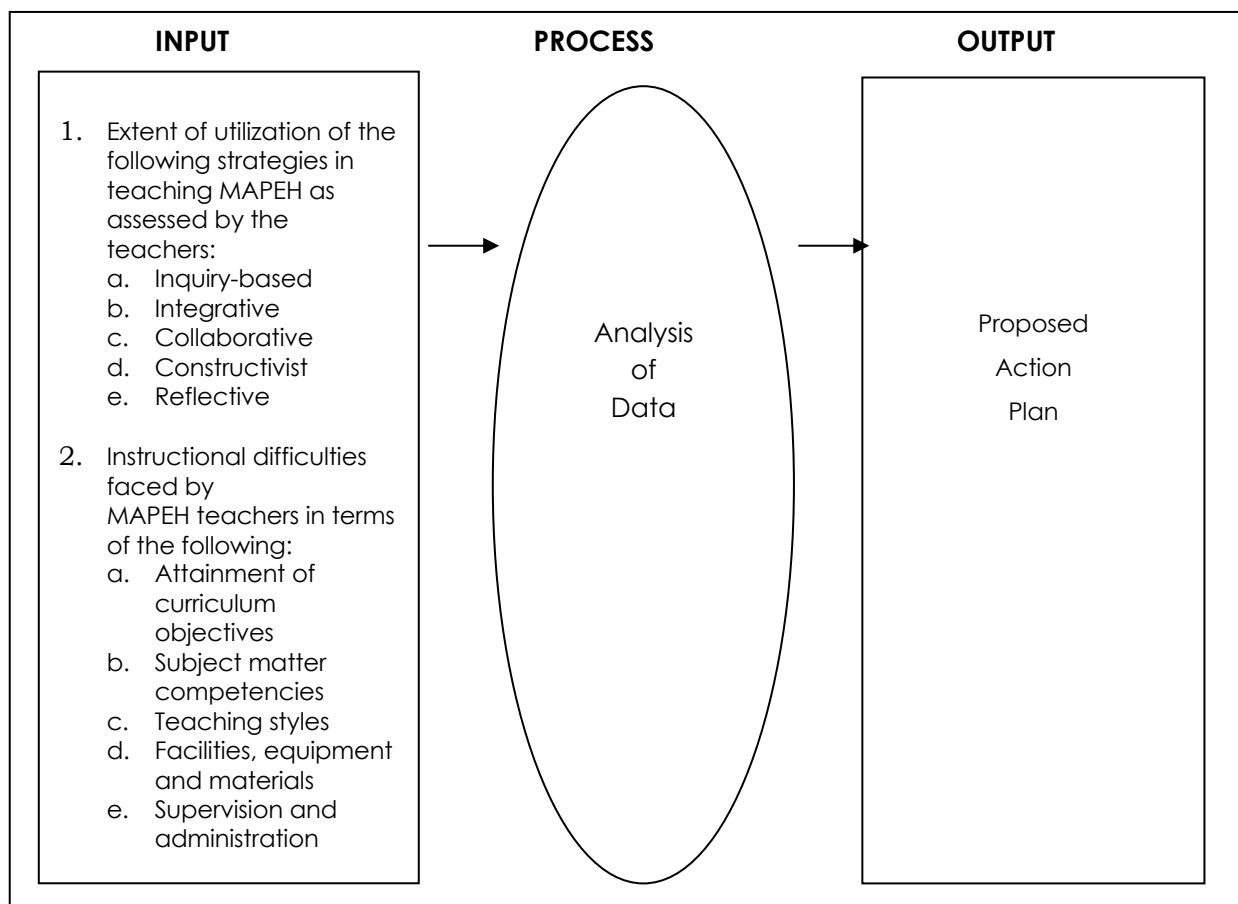 INPUT
PROCESS
OUTPUT
1. Extent of utilization of the
following strategies in
teaching MAPEH as
assessed by the
teachers:
a. Inquiry-based
b. Integrative
c. Collaborative
d. Constructivist
e. Reflective
2. Instructional difficulties
faced by
MAPEH teachers in terms
of the following:
a. Attainment of
curriculum
objectives
b. Subject matter
competencies
c. Teaching styles
d. Facilities, equipment
and materials
e. Supervision and
administration
Analysis
of
Data
Proposed
Action
Plan